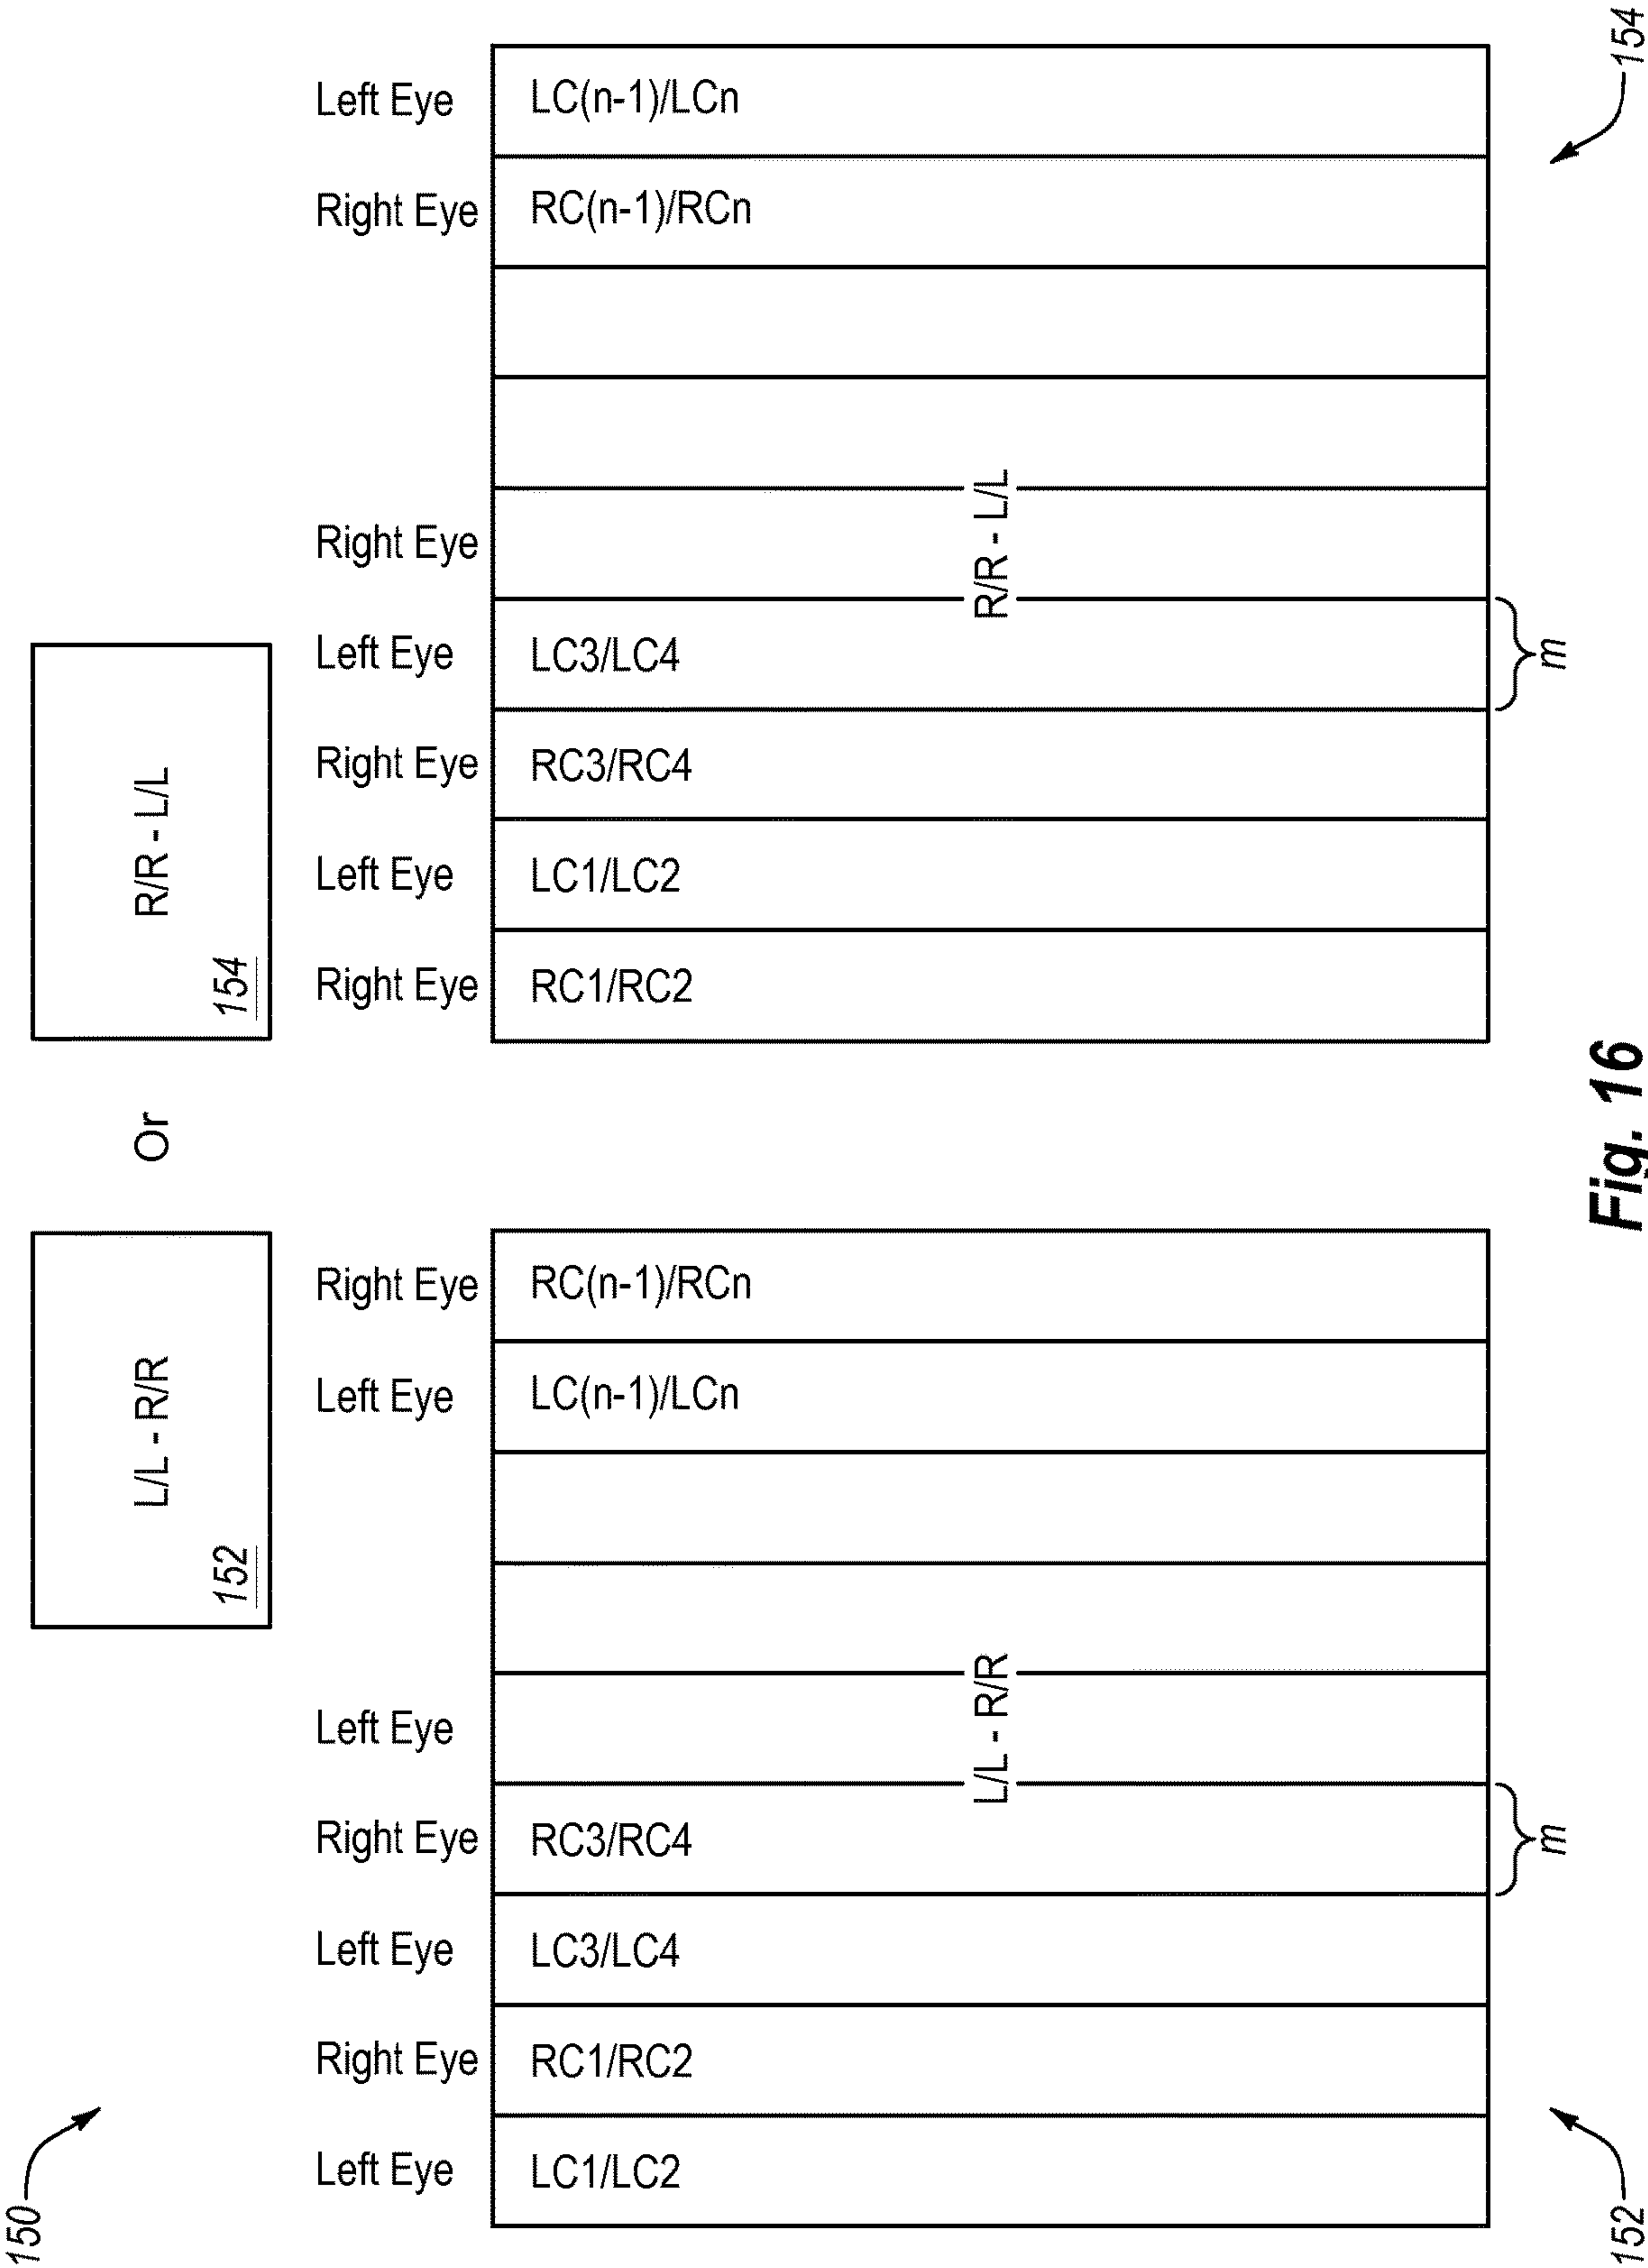 150
L/L - R/R
152
Or
R/R - L/L
154
Left Eye
LC(n-1)/LCn
Right Eye
RC(n-1)/RCn
Right Eye
Left Eye
LC3/LC4
Right Eye
RC3/RC4
Left Eye
LC1/LC2
Right Eye
RC1/RC2
R/R - L/L
m
154
Right Eye
RC(n-1)/RCn
Left Eye
LC(n-1)/LCn
Left Eye
Right Eye
RC3/RC4
Left Eye
LC3/LC4
Right Eye
RC1/RC2
Left Eye
LC1/LC2
L/L - R/R
m
152
Fig. 16